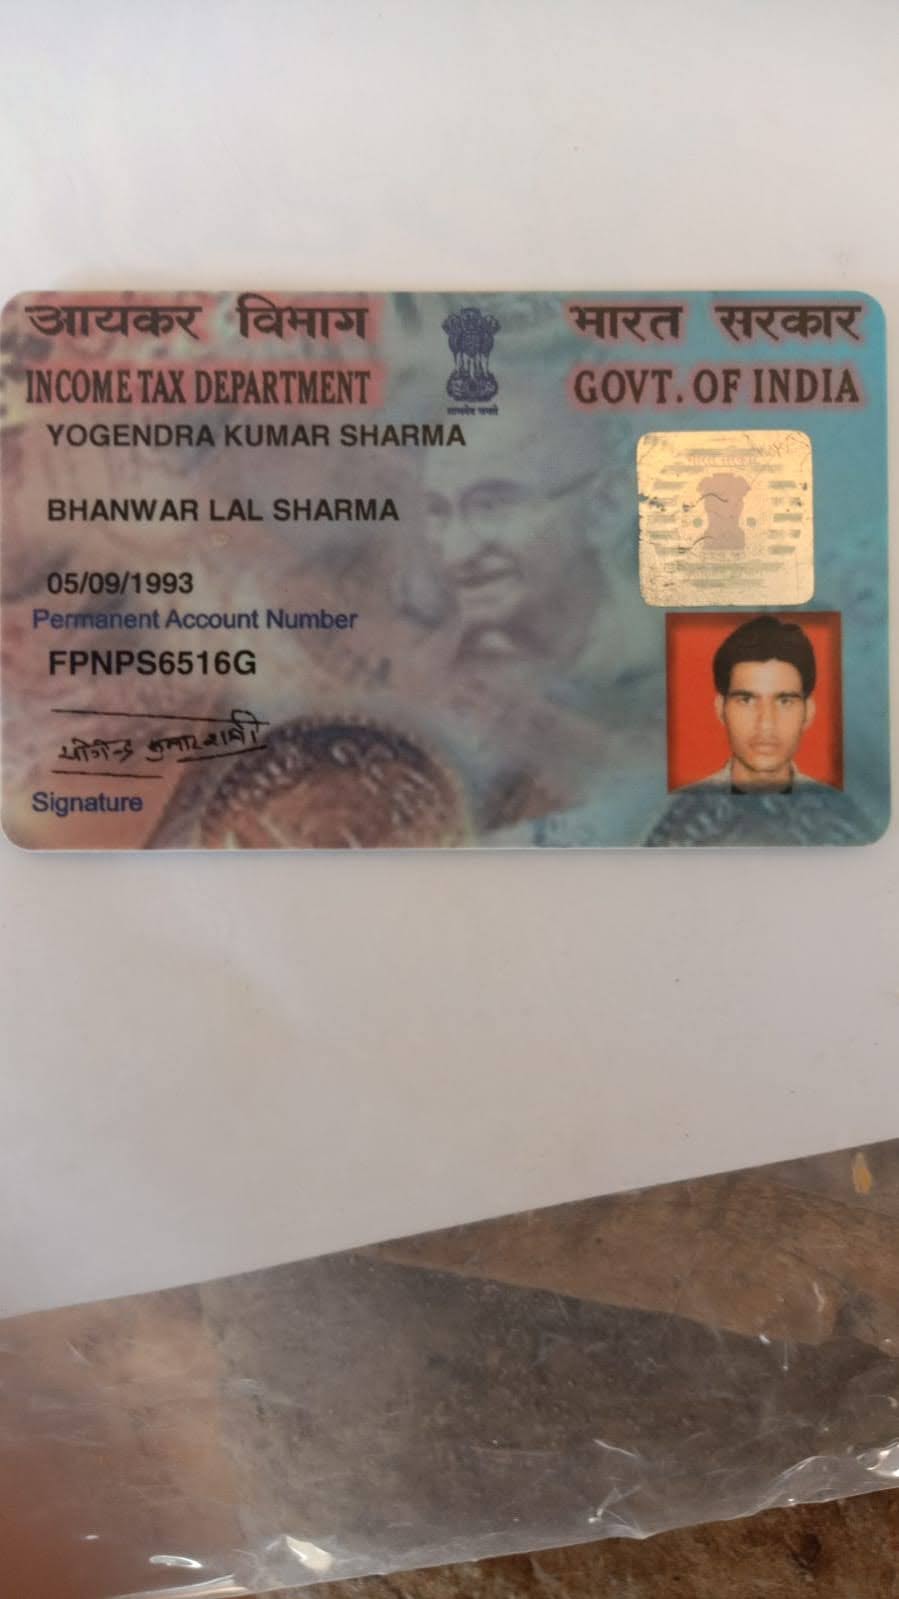 आयकर विभाग
INCOME TAX DEPARTMENT
भारत सरकार
GOVT. OF INDIA
सत्यमेव जयते
YOGENDRA KUMAR SHARMA
BHANWAR LAL SHARMA
05/09/1993
Permanent Account Number
FPNPS6516G
योगेन्द्र कुमार शर्मा
Signature